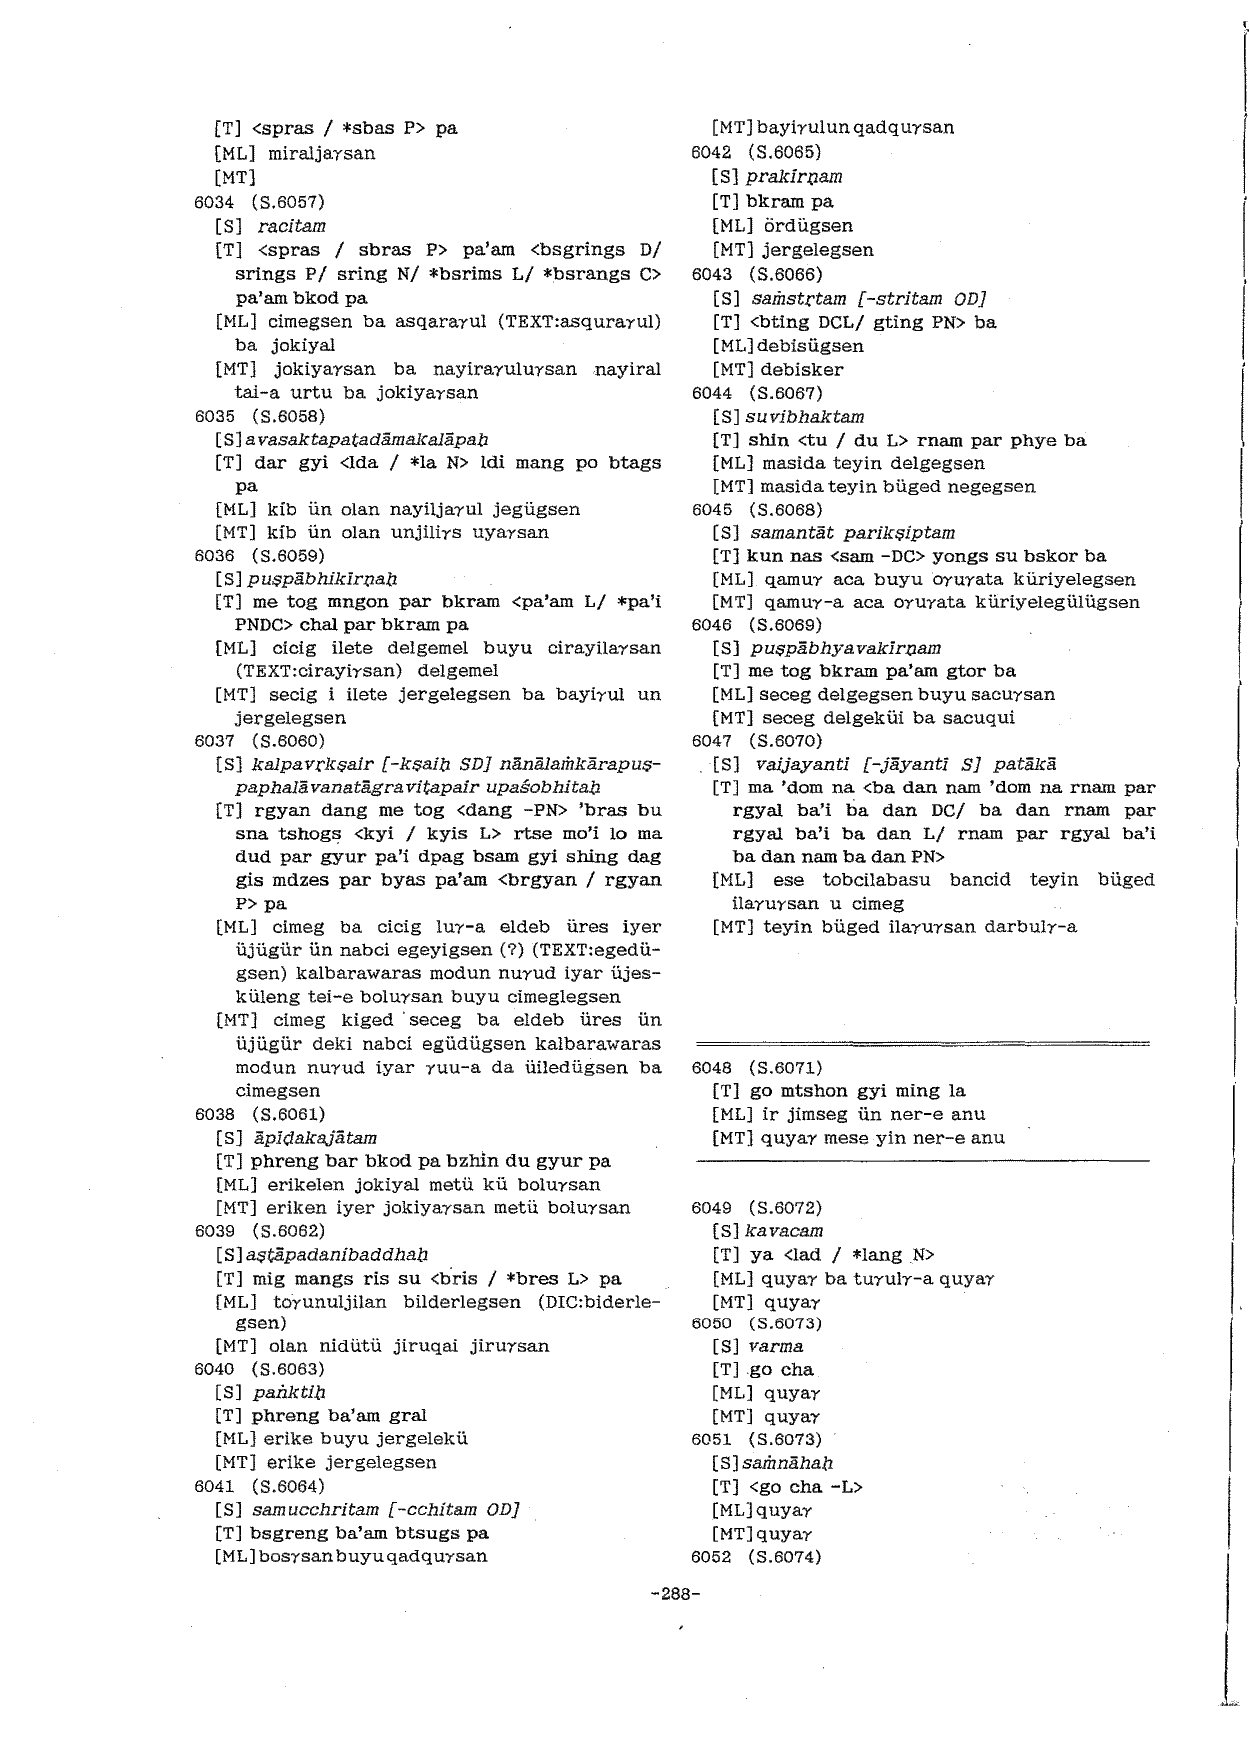 [T] <spras / *sbas P> pa
[ML] miraljaɤsan
[MT]
6034 (S.6057)
[S] racitam
[T] <spras / sbras P> pa'am <bsgrings D/
srings P/ sring N/ *bsrims L/ *bsrangs C>
pa'am bkod pa
[ML] cimegsen ba asqaraɤul (TEXT:asquraɤul)
ba jokiyal
[MT] jokiyaɤsan ba nayiraɤuluɤsan nayiral
tai-a urtu ba jokiyaɤsan
6035 (S.6058)
[S] avasaktapaṭadāmakalāpaḥ
[T] dar gyi <lda / *la N> ldi mang po btags
pa
[ML] kib ün olan nayiljaɤul jegügsen
[MT] kib ün olan unjiliɤs uyaɤsan
6036 (S.6059)
[S] puṣpābhikīrṇaḥ
[T] me tog mngon par bkram <pa'am L/ *pa'i
PNDC> chal par bkram pa
[ML] cicig ilete delgemel buyu cirayilaɤsan
(TEXT:cirayiɤsan) delgemel
[MT] secig i ilete jergelegsen ba bayiɤul un
jergelegsen
6037 (S.6060)
[S] kalpavṛkṣair [-kṣaiḥ SD] nānālaṁkārapuṣ-
paphalāvanatāgraviṭapair upaśobhitaḥ
[T] rgyan dang me tog <dang -PN> 'bras bu
sna tshogs <kyi / kyis L> rtse mo'i lo ma
dud par gyur pa'i dpag bsam gyi shing dag
gis mdzes par byas pa'am <brgyan / rgyan
P> pa
[ML] cimeg ba cicig luɤ-a eldeb üres iyer
üjügür ün nabci egeyigsen (?) (TEXT:egedü-
gsen) kalbarawaras modun nuɤud iyar üjes-
küleng tei-e boluɤsan buyu cimeglegsen
[MT] cimeg kiged seceg ba eldeb üres ün
üjügür deki nabci egüdügsen kalbarawaras
modun nuɤud iyar ɤuu-a da üiledügsen ba
cimegsen
6038 (S.6061)
[S] āpīḍakajātam
[T] phreng bar bkod pa bzhin du gyur pa
[ML] erikelen jokiyal metü kü boluɤsan
[MT] eriken iyer jokiyaɤsan metü boluɤsan
6039 (S.6062)
[S] aṣṭāpadanibaddhaḥ
[T] mig mangs ris su <bris / *bres L> pa
[ML] toɤunuljilan bilderlegsen (DIC:biderle-
gsen)
[MT] olan nidütü jiruqai jiruɤsan
6040 (S.6063)
[S] paṅktiḥ
[T] phreng ba'am gral
[ML] erike buyu jergelekü
[MT] erike jergelegsen
6041 (S.6064)
[S] samucchritam [-cchitam OD]
[T] bsgreng ba'am btsugs pa
[ML] bosɤsan buyu qadquɤsan
[MT] bayiɤulun qadquɤsan
6042 (S.6065)
[S] prakīrṇam
[T] bkram pa
[ML] ördügsen
[MT] jergelegsen
6043 (S.6066)
[S] saṁstṛtam [-stritam OD]
[T] <bting DCL/ gting PN> ba
[ML] debisügsen
[MT] debisker
6044 (S.6067)
[S] suvibhaktam
[T] shin <tu / du L> rnam par phye ba
[ML] masida teyin delgegsen
[MT] masida teyin büged negegsen
6045 (S.6068)
[S] samantāt parikṣiptam
[T] kun nas <sam -DC> yongs su bskor ba
[ML] qamuɤ aca buyu oɤuɤata küriyelegsen
[MT] qamuɤ-a aca oɤuɤata küriyelegülügsen
6046 (S.6069)
[S] puṣpābhyavakīrṇam
[T] me tog bkram pa'am gtor ba
[ML] seceg delgegsen buyu sacuɤsan
[MT] seceg delgeküi ba sacuqui
6047 (S.6070)
[S] vaijayanti [-jāyantī S] patākā
[T] ma 'dom na <ba dan nam 'dom na rnam par
rgyal ba'i ba dan DC/ ba dan rnam par
rgyal ba'i ba dan L/ rnam par rgyal ba'i
ba dan nam ba dan PN>
[ML] ese tobcilabasu bancid teyin büged
ilaɤuɤsan u cimeg
[MT] teyin büged ilaɤuɤsan darbulɤ-a
6048 (S.6071)
[T] go mtshon gyi ming la
[ML] ir jimseg ün ner-e anu
[MT] quyaɤ mese yin ner-e anu
6049 (S.6072)
[S] kavacam
[T] ya <lad / *lang N>
[ML] quyaɤ ba tuɤulɤ-a quyaɤ
[MT] quyaɤ
6050 (S.6073)
[S] varma
[T] go cha
[ML] quyaɤ
[MT] quyaɤ
6051 (S.6073)
[S] saṁnāhaḥ
[T] <go cha -L>
[ML] quyaɤ
[MT] quyaɤ
6052 (S.6074)
-288-